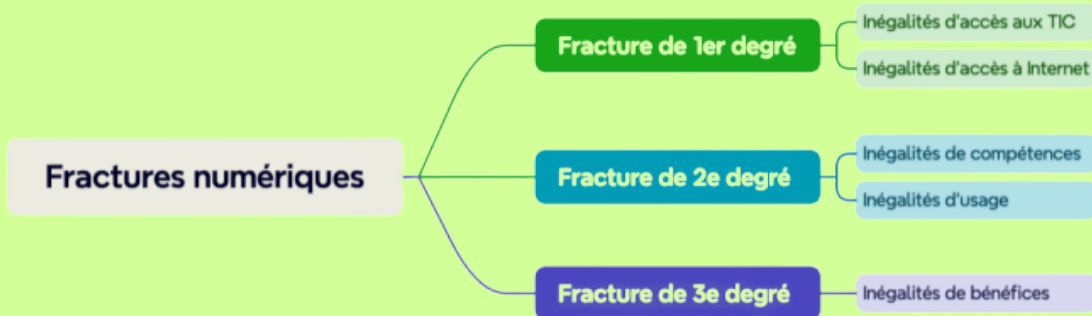 Fractures numériques
Fracture de 1er degré
Inégalités d'accès aux TIC
Inégalités d'accès à Internet
Fracture de 2e degré
Inégalités de compétences
Inégalités d'usage
Fracture de 3e degré
Inégalités de bénéfices